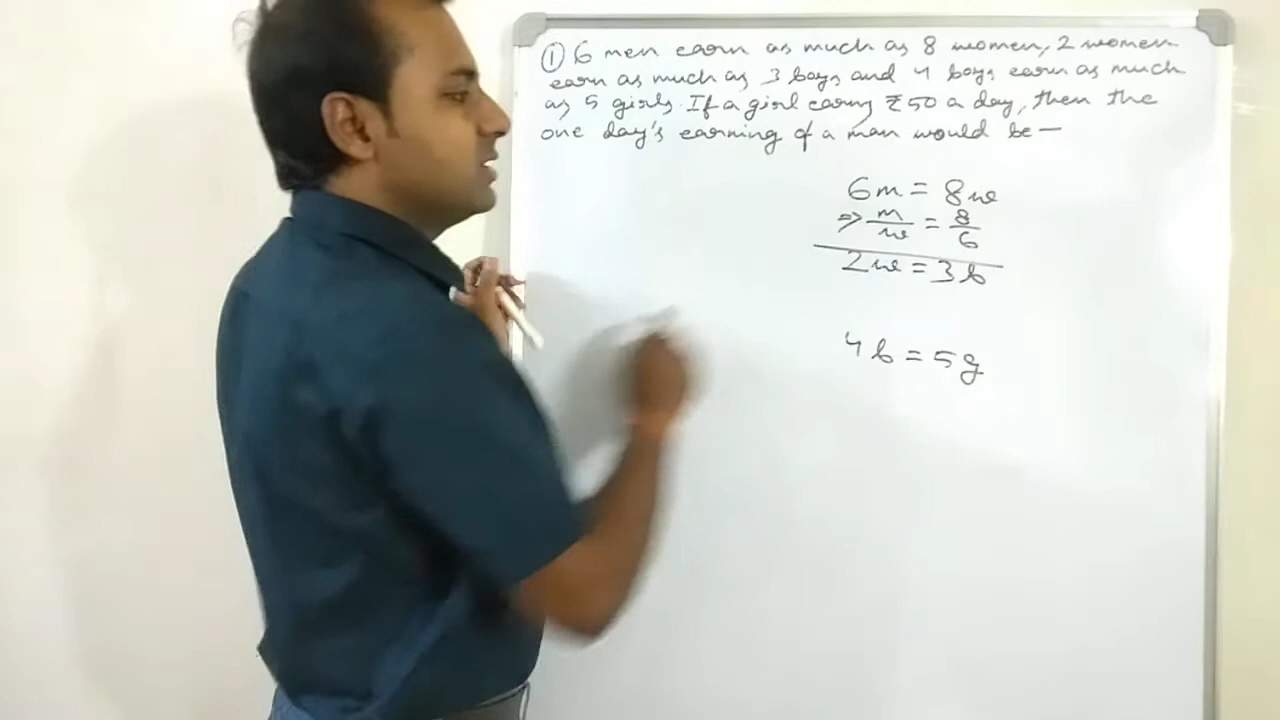 ① 6 men earn as much as 8 women, 2 women
earn as much as 3 boys and 4 boys earn as much
as 5 girls. If a girl earns ₹50 a day, then the
one day's earning of a man would be —
6m = 8w
⇒ m/w = 8/6
2w = 3b
4b = 5g